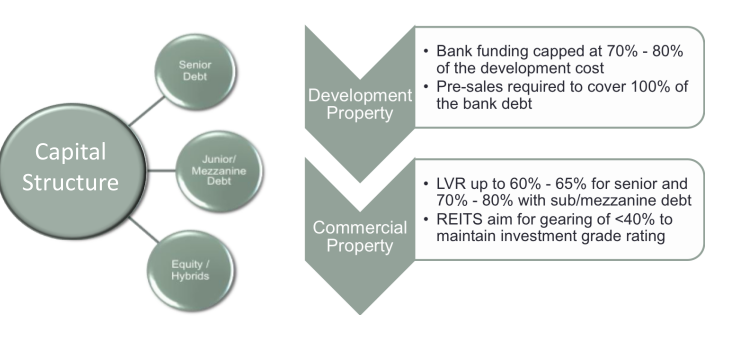 Capital
Structure
Senior
Debt
Junior/
Mezzanine
Debt
Equity /
Hybrids
Development
Property
• Bank funding capped at 70% - 80%
of the development cost
• Pre-sales required to cover 100% of
the bank debt
Commercial
Property
• LVR up to 60% - 65% for senior and
70% - 80% with sub/mezzanine debt
• REITS aim for gearing of <40% to
maintain investment grade rating